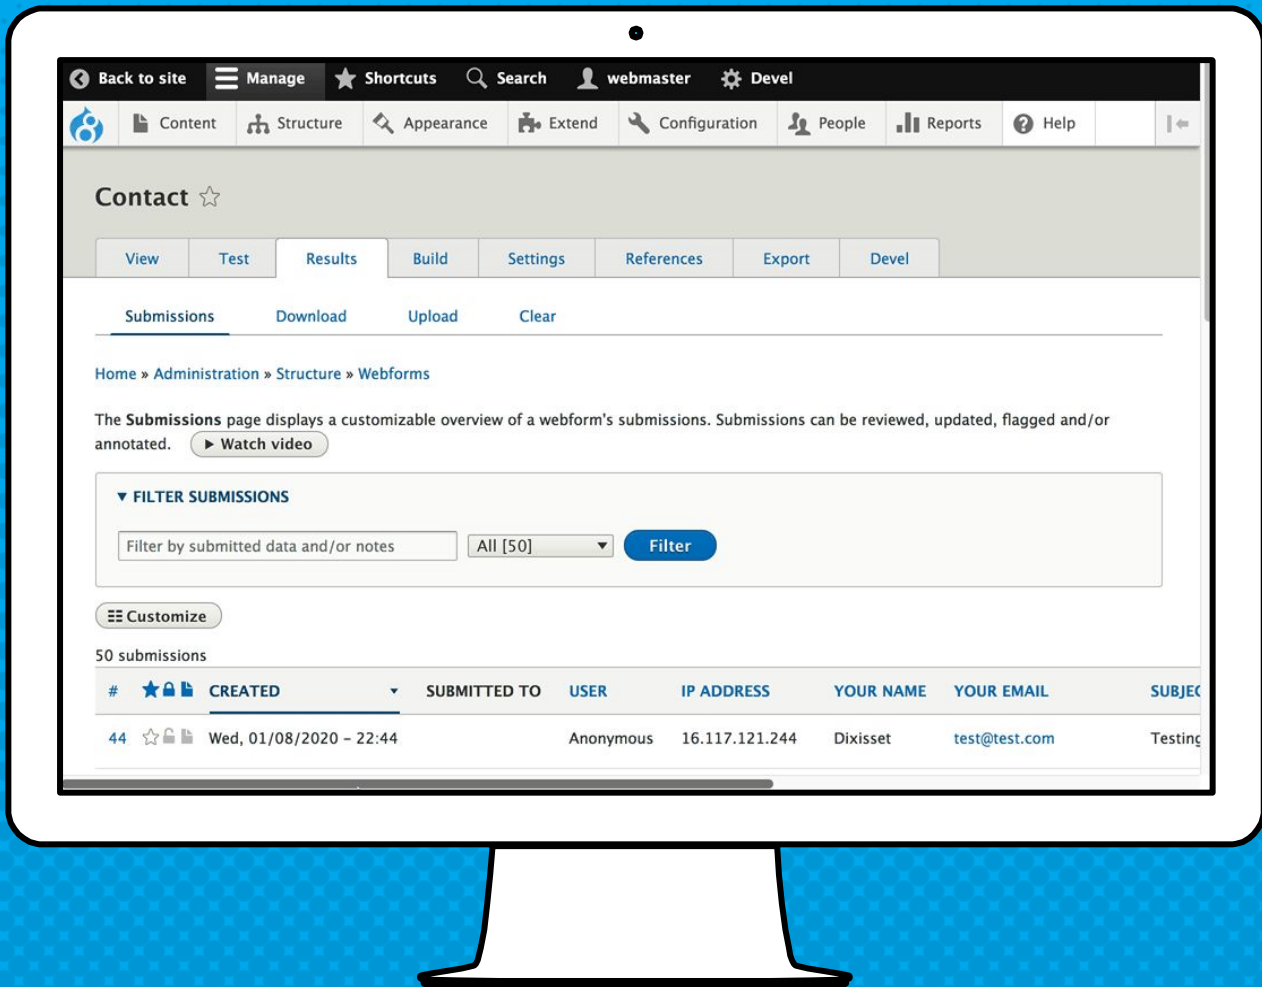 Back to site Manage Shortcuts Search webmaster Devel
Content Structure Appearance Extend Configuration People Reports Help
Contact
View Test Results Build Settings References Export Devel
Submissions Download Upload Clear
Home » Administration » Structure » Webforms
The Submissions page displays a customizable overview of a webform's submissions. Submissions can be reviewed, updated, flagged and/or
annotated. ▶ Watch video
▼ FILTER SUBMISSIONS
Filter by submitted data and/or notes All [50] ▼ Filter
Customize
50 submissions
# CREATED ▼ SUBMITTED TO USER IP ADDRESS YOUR NAME YOUR EMAIL SUBJEC
44 Wed, 01/08/2020 – 22:44 Anonymous 16.117.121.244 Dixisset test@test.com Testing